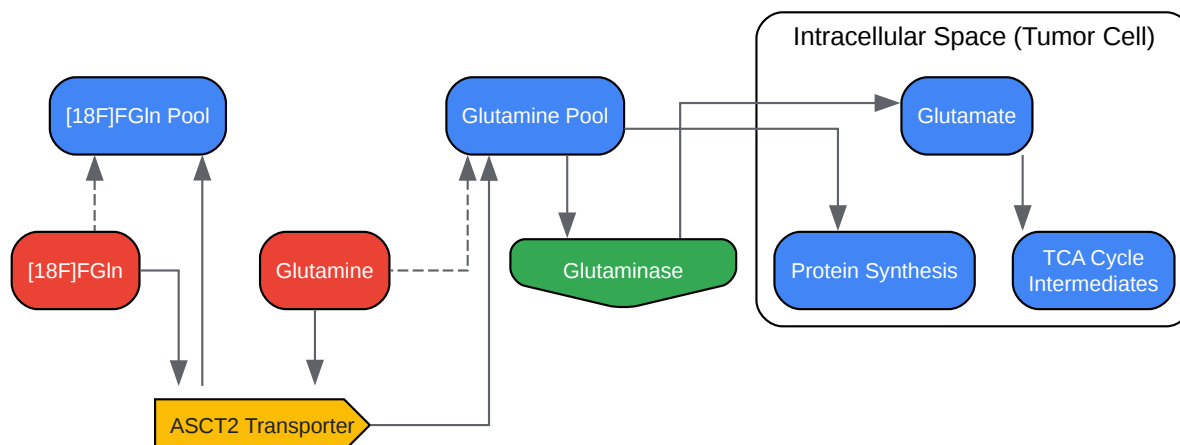 Intracellular Space (Tumor Cell)
[18F]FGln Pool
Glutamine Pool
Glutamate
[18F]FGln
Glutamine
Glutaminase
Protein Synthesis
TCA Cycle
Intermediates
ASCT2 Transporter